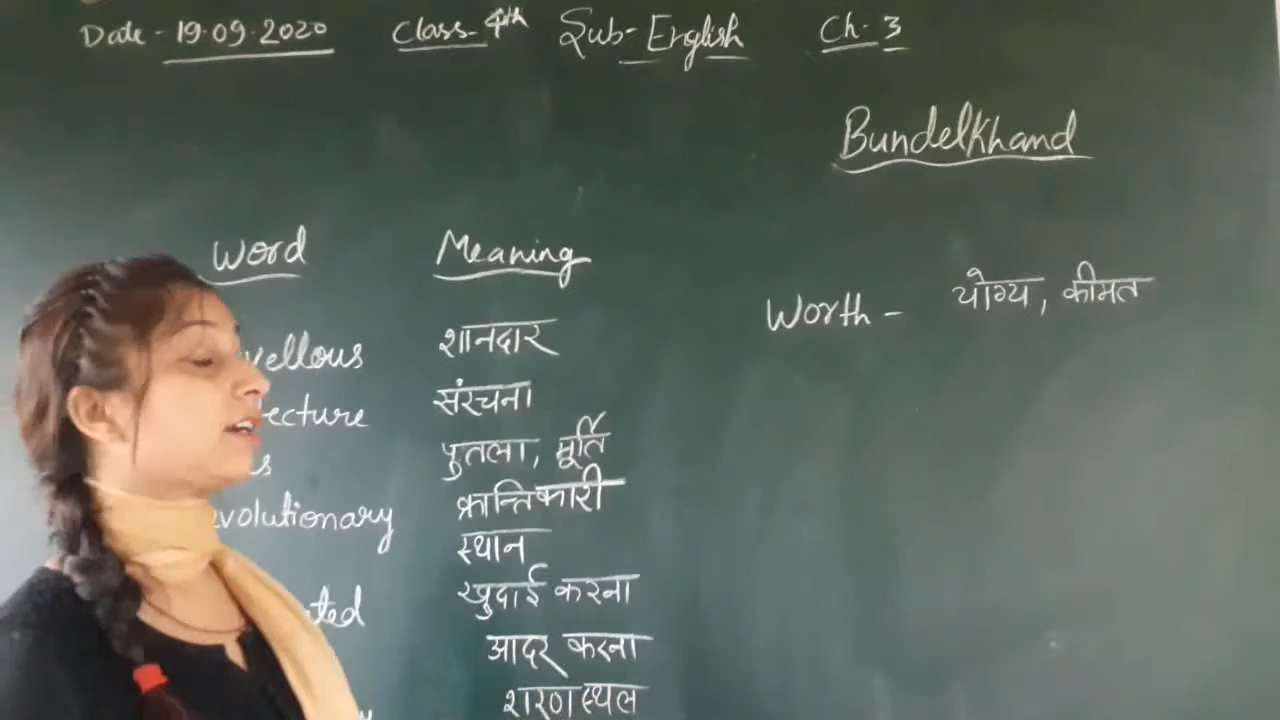 Date - 19.09.2020 Class - 4th Sub - English Ch - 3
Bundelkhand
Word Meaning
vellous शानदार
ecture संरचना
s पुतला, मूर्ति
evolutionary क्रान्तिकारी
स्थान
ted खुदाई करना
आदर करना
शरण स्थल
Worth - योग्य, कीमत